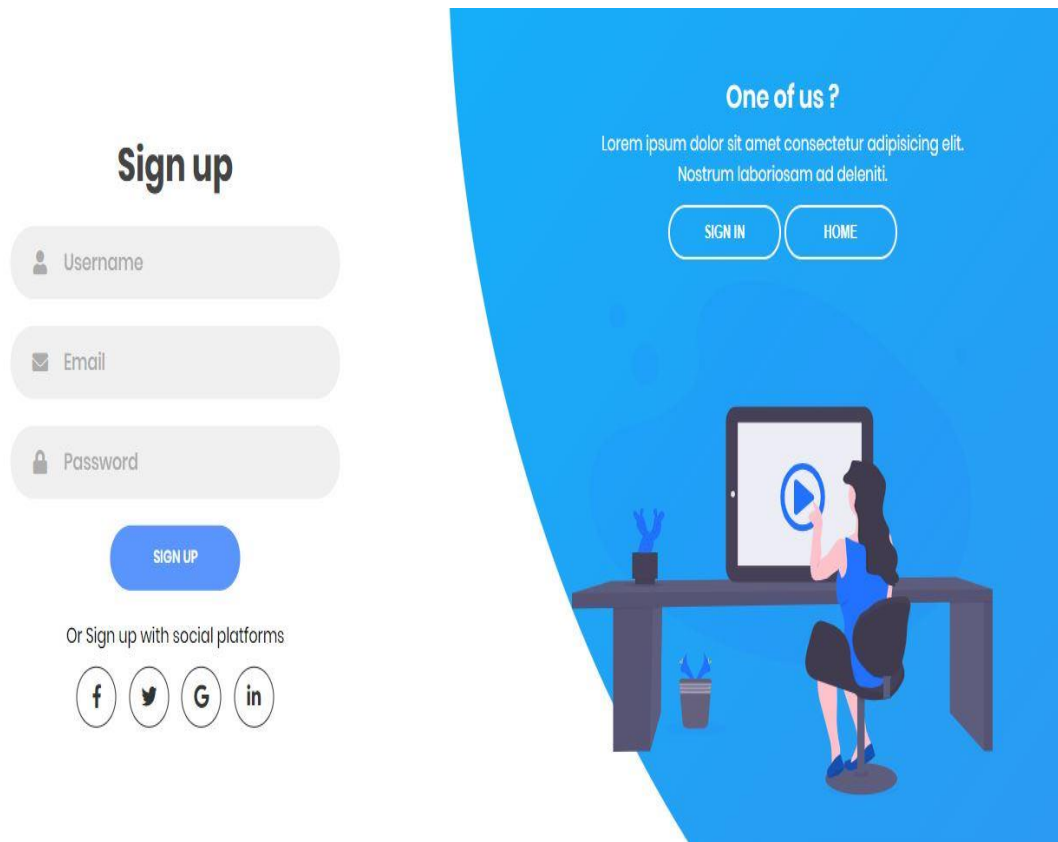 Sign up
Username
Email
Password
SIGN UP
Or Sign up with social platforms
f
G
in
One of us ?
Lorem ipsum dolor sit amet consectetur adipisicing elit.
Nostrum laboriosam ad deleniti.
SIGN IN
HOME